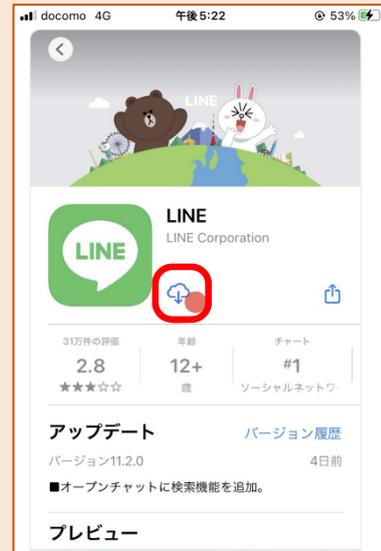 docomo 4G 午後5:22 53%
LINE
LINE
LINE Corporation
LINE
31万件の評価 年齢 チャート
2.8 12+ #1
★★★☆☆ 歳 ソーシャルネットワー
アップデート バージョン履歴
バージョン11.2.0 4日前
■オープンチャットに検索機能を追加。
プレビュー